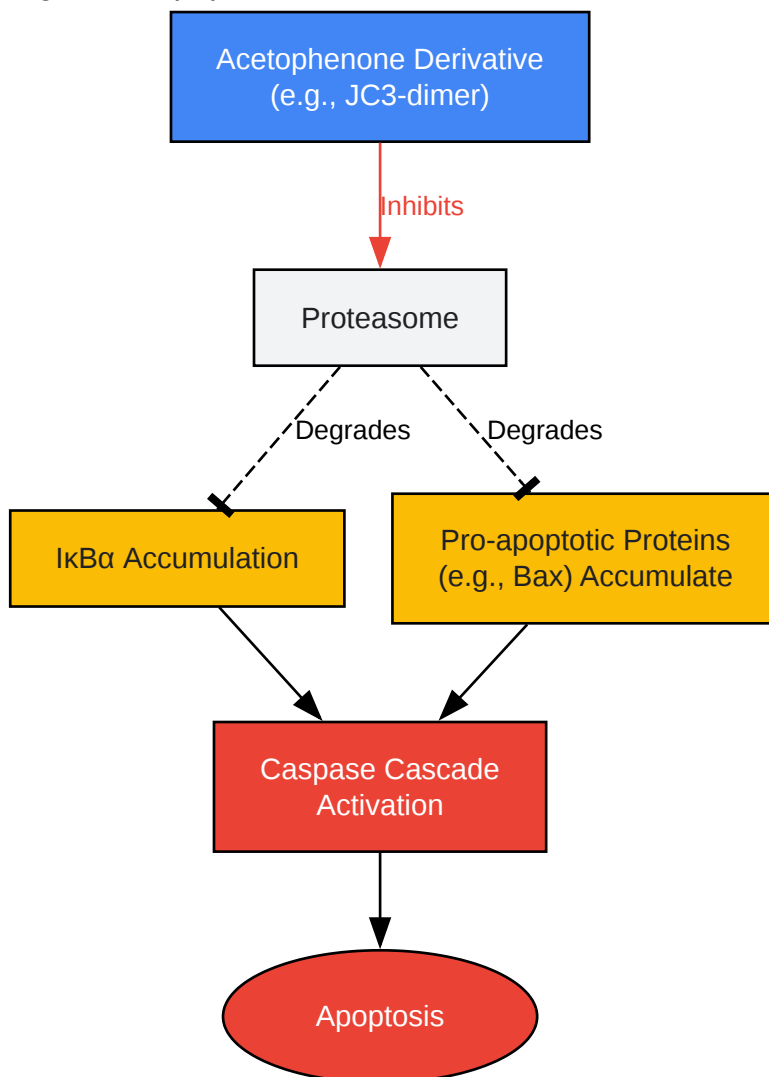 Acetophenone Derivative
(e.g., JC3-dimer)
Inhibits
Proteasome
Degrades
Degrades
IκBα Accumulation
Pro-apoptotic Proteins
(e.g., Bax) Accumulate
Caspase Cascade
Activation
Apoptosis